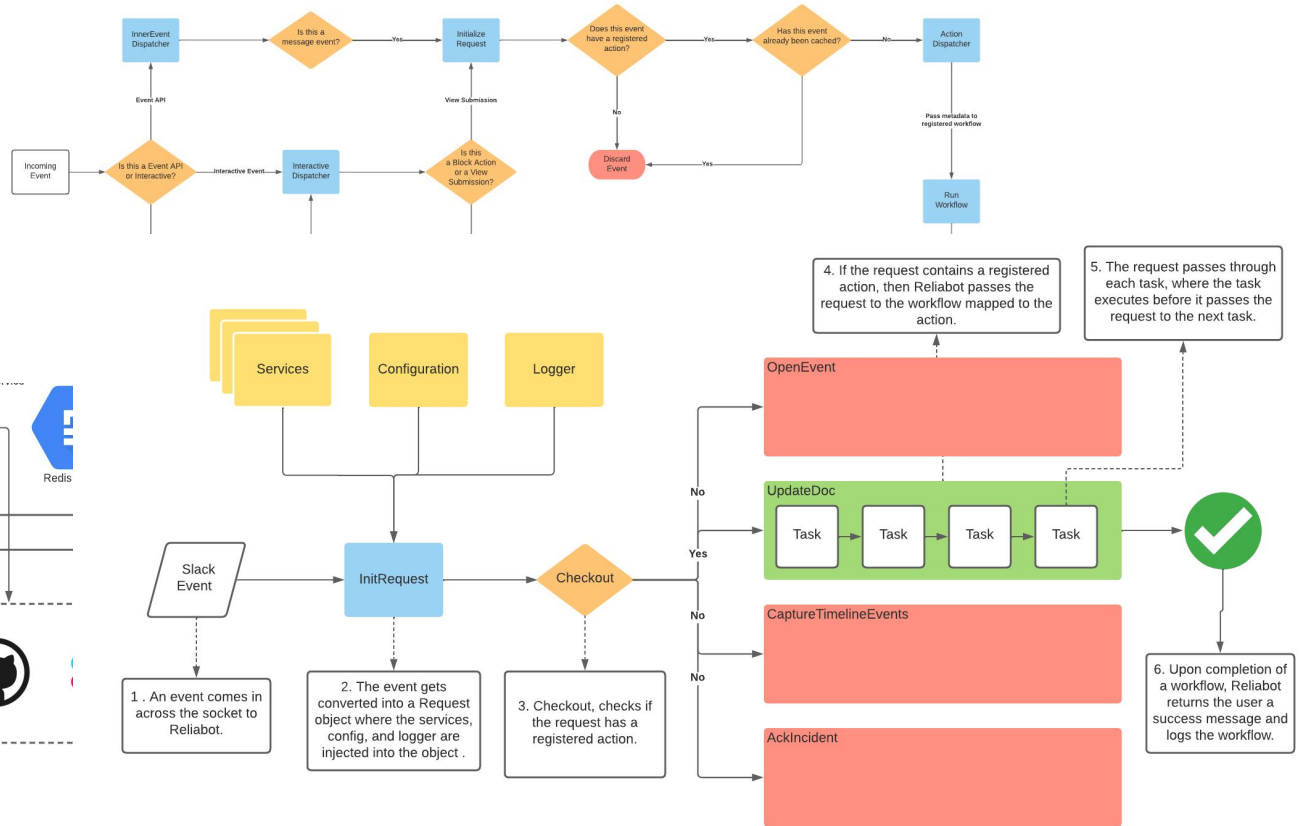 InnerEvent
Dispatcher
Is this a
message event?
Yes
Initialize
Request
Does this event
have a registered
action?
Yes
Has this event
already been cached?
No
Action
Dispatcher
Event API
View Submission
No
Pass metadata to
registered workflow
Incoming
Event
Is this a Event API
or Interactive?
Interactive Event
Interactive
Dispatcher
Is this
a Block Action
or a View
Submission?
Discard
Event
Yes
Run
Workflow
4. If the request contains a registered
action, then Reliabot passes the
request to the workflow mapped to the
action.
5. The request passes through
each task, where the task
executes before it passes the
request to the next task.
Services
Configuration
Logger
OpenEvent
Redis
No
UpdateDoc
Task
Task
Task
Task
Yes
Slack
Event
InitRequest
Checkout
No
CaptureTimelineEvents
No
1 . An event comes in
across the socket to
Reliabot.
2. The event gets
converted into a Request
object where the services,
config, and logger are
injected into the object .
3. Checkout, checks if
the request has a
registered action.
6. Upon completion of
a workflow, Reliabot
returns the user a
success message and
logs the workflow.
AckIncident